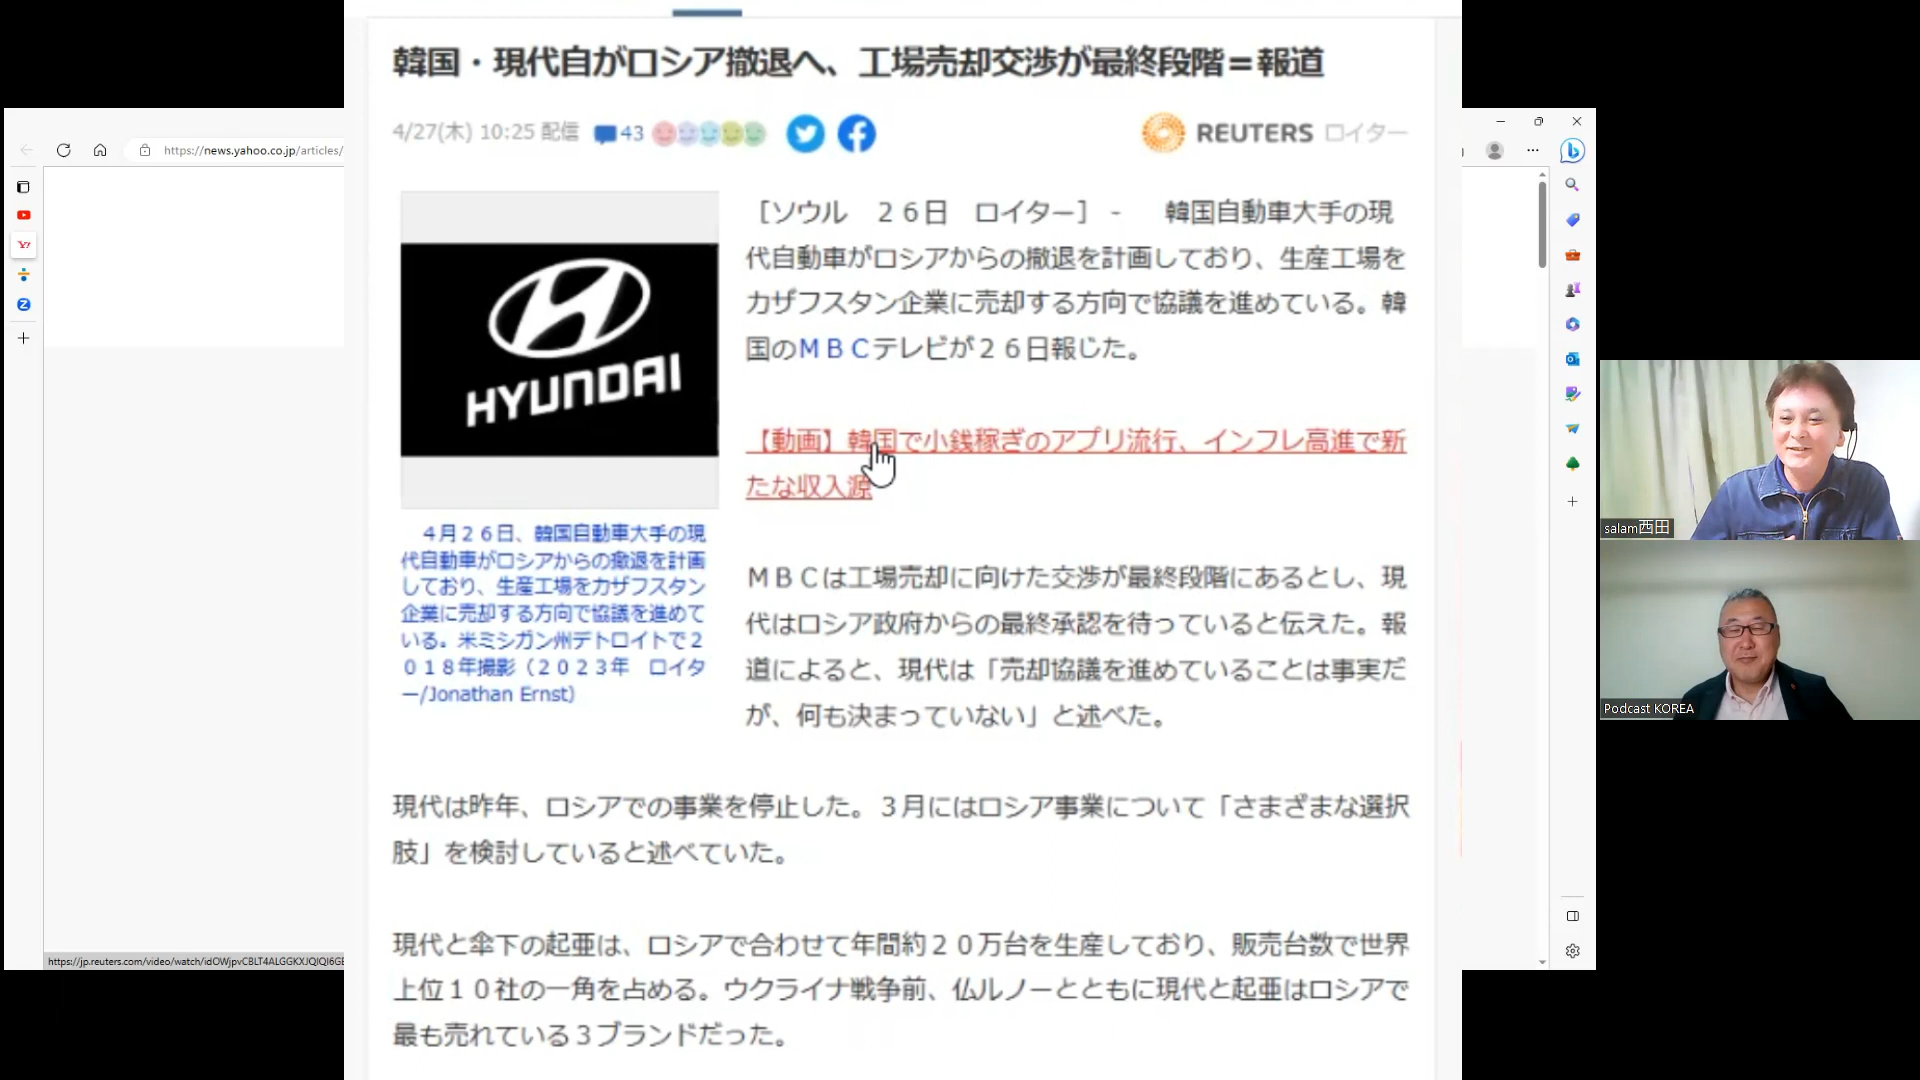 韓国・現代自がロシア撤退へ、工場売却交渉が最終段階＝報道
4/27(木) 10:25 配信
43
REUTERS ロイター
https://news.yahoo.co.jp/articles/
HYUNDAI
４月２６日、韓国自動車大手の現
代自動車がロシアからの撤退を計画
しており、生産工場をカザフスタン
企業に売却する方向で協議を進めて
いる。米ミシガン州デトロイトで２
０１８年撮影（２０２３年　ロイタ
ー/Jonathan Ernst）
［ソウル　２６日　ロイター］ -　韓国自動車大手の現
代自動車がロシアからの撤退を計画しており、生産工場を
カザフスタン企業に売却する方向で協議を進めている。韓
国のＭＢＣテレビが２６日報じた。
【動画】韓国で小銭稼ぎのアプリ流行、インフレ高進で新
たな収入源
ＭＢＣは工場売却に向けた交渉が最終段階にあるとし、現
代はロシア政府からの最終承認を待っていると伝えた。報
道によると、現代は「売却協議を進めていることは事実だ
が、何も決まっていない」と述べた。
現代は昨年、ロシアでの事業を停止した。３月にはロシア事業について「さまざまな選択
肢」を検討していると述べていた。
現代と傘下の起亜は、ロシアで合わせて年間約２０万台を生産しており、販売台数で世界
上位１０社の一角を占める。ウクライナ戦争前、仏ルノーとともに現代と起亜はロシアで
最も売れている３ブランドだった。
salam西田
Podcast KOREA